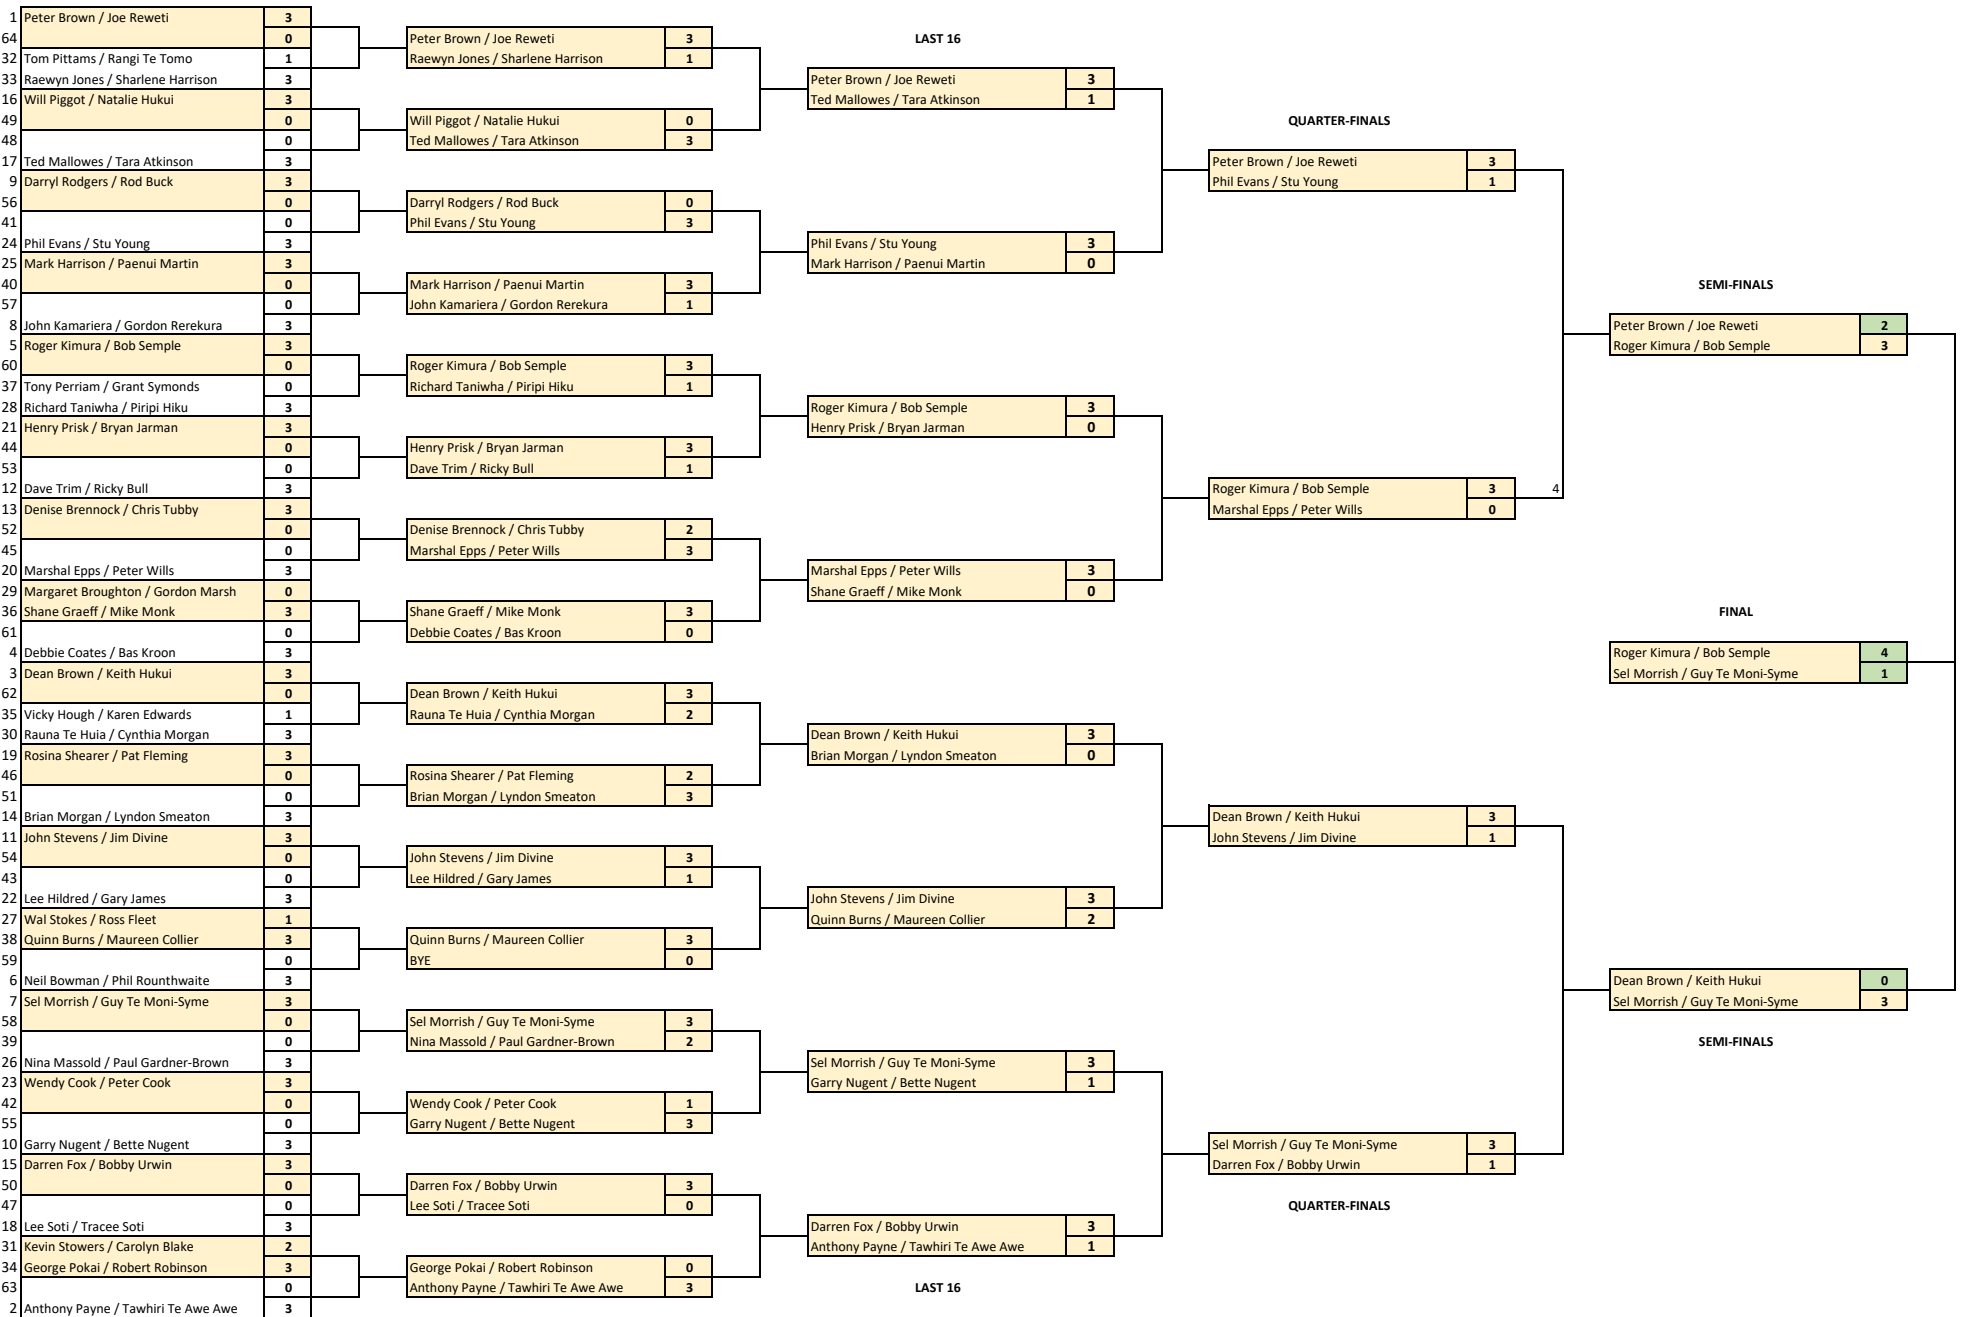 1 Peter Brown / Joe Reweti 3
64 0
32 Tom Pittams / Rangi Te Tomo 1
33 Raewyn Jones / Sharlene Harrison 3
16 Will Piggot / Natalie Hukui 3
49 0
48 0
17 Ted Mallowes / Tara Atkinson 3
9 Darryl Rodgers / Rod Buck 3
56 0
41 0
24 Phil Evans / Stu Young 3
25 Mark Harrison / Paenui Martin 3
40 0
57 0
8 John Kamariera / Gordon Rerekura 3
5 Roger Kimura / Bob Semple 3
60 0
37 Tony Perriam / Grant Symonds 0
28 Richard Taniwha / Piripi Hiku 3
21 Henry Prisk / Bryan Jarman 3
44 0
53 0
12 Dave Trim / Ricky Bull 3
13 Denise Brennock / Chris Tubby 3
52 0
45 0
20 Marshal Epps / Peter Wills 3
29 Margaret Broughton / Gordon Marsh 0
36 Shane Graeff / Mike Monk 3
61 0
4 Debbie Coates / Bas Kroon 3
3 Dean Brown / Keith Hukui 3
62 0
35 Vicky Hough / Karen Edwards 1
30 Rauna Te Huia / Cynthia Morgan 3
19 Rosina Shearer / Pat Fleming 3
46 0
51 0
14 Brian Morgan / Lyndon Smeaton 3
11 John Stevens / Jim Divine 3
54 0
43 0
22 Lee Hildred / Gary James 3
27 Wal Stokes / Ross Fleet 1
38 Quinn Burns / Maureen Collier 3
59 0
6 Neil Bowman / Phil Rounthwaite 3
7 Sel Morrish / Guy Te Moni-Syme 3
58 0
39 0
26 Nina Massold / Paul Gardner-Brown 3
23 Wendy Cook / Peter Cook 3
42 0
55 0
10 Garry Nugent / Bette Nugent 3
15 Darren Fox / Bobby Urwin 3
50 0
47 0
18 Lee Soti / Tracee Soti 3
31 Kevin Stowers / Carolyn Blake 2
34 George Pokai / Robert Robinson 3
63 0
2 Anthony Payne / Tawhiri Te Awe Awe 3
Peter Brown / Joe Reweti 3
Raewyn Jones / Sharlene Harrison 1
Will Piggot / Natalie Hukui 0
Ted Mallowes / Tara Atkinson 3
Darryl Rodgers / Rod Buck 0
Phil Evans / Stu Young 3
Mark Harrison / Paenui Martin 3
John Kamariera / Gordon Rerekura 1
Roger Kimura / Bob Semple 3
Richard Taniwha / Piripi Hiku 1
Henry Prisk / Bryan Jarman 3
Dave Trim / Ricky Bull 1
Denise Brennock / Chris Tubby 2
Marshal Epps / Peter Wills 3
Shane Graeff / Mike Monk 3
Debbie Coates / Bas Kroon 0
Dean Brown / Keith Hukui 3
Rauna Te Huia / Cynthia Morgan 2
Rosina Shearer / Pat Fleming 2
Brian Morgan / Lyndon Smeaton 3
John Stevens / Jim Divine 3
Lee Hildred / Gary James 1
Quinn Burns / Maureen Collier 3
BYE 0
Sel Morrish / Guy Te Moni-Syme 3
Nina Massold / Paul Gardner-Brown 2
Wendy Cook / Peter Cook 1
Garry Nugent / Bette Nugent 3
Darren Fox / Bobby Urwin 3
Lee Soti / Tracee Soti 0
George Pokai / Robert Robinson 0
Anthony Payne / Tawhiri Te Awe Awe 3
LAST 16
Peter Brown / Joe Reweti 3
Ted Mallowes / Tara Atkinson 1
Phil Evans / Stu Young 3
Mark Harrison / Paenui Martin 0
Roger Kimura / Bob Semple 3
Henry Prisk / Bryan Jarman 0
Marshal Epps / Peter Wills 3
Shane Graeff / Mike Monk 0
Dean Brown / Keith Hukui 3
Brian Morgan / Lyndon Smeaton 0
John Stevens / Jim Divine 3
Quinn Burns / Maureen Collier 2
Sel Morrish / Guy Te Moni-Syme 3
Garry Nugent / Bette Nugent 1
Darren Fox / Bobby Urwin 3
Anthony Payne / Tawhiri Te Awe Awe 1
LAST 16
QUARTER-FINALS
Peter Brown / Joe Reweti 3
Phil Evans / Stu Young 1
Roger Kimura / Bob Semple 3 4
Marshal Epps / Peter Wills 0
Dean Brown / Keith Hukui 3
John Stevens / Jim Divine 1
Sel Morrish / Guy Te Moni-Syme 3
Darren Fox / Bobby Urwin 1
QUARTER-FINALS
SEMI-FINALS
Peter Brown / Joe Reweti 2
Roger Kimura / Bob Semple 3
FINAL
Roger Kimura / Bob Semple 4
Sel Morrish / Guy Te Moni-Syme 1
Dean Brown / Keith Hukui 0
Sel Morrish / Guy Te Moni-Syme 3
SEMI-FINALS